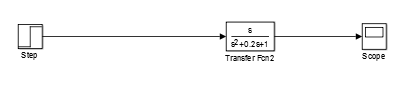 s
s²+0.2s+1
Step
Transfer Fcn2
Scope